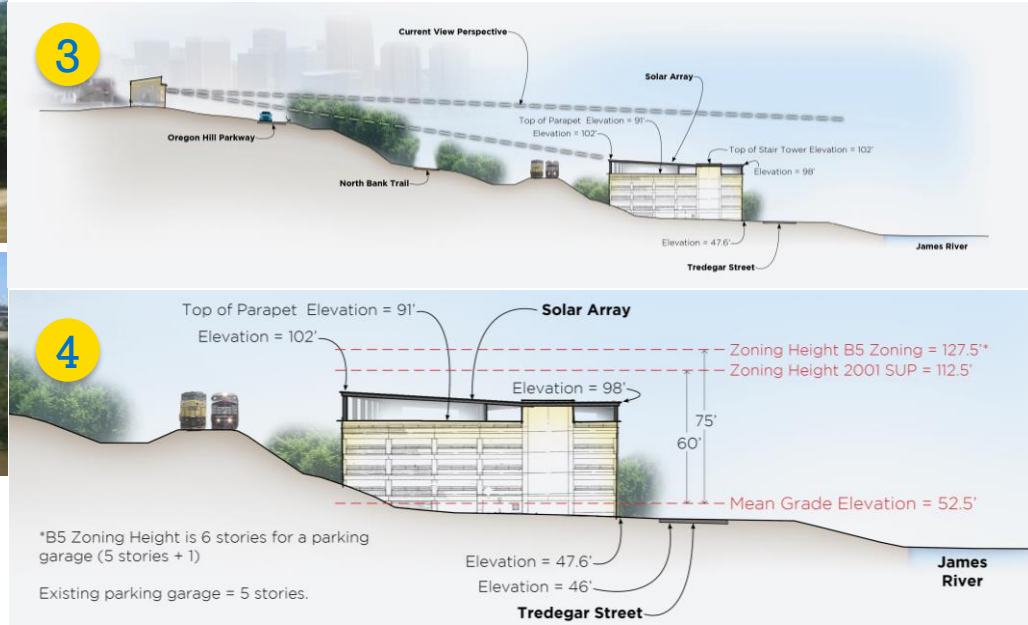 3
Current View Perspective
Solar Array
Top of Parapet Elevation = 91'
Elevation = 102'
Top of Stair Tower Elevation = 102'
Elevation = 98'
Oregon Hill Parkway
North Bank Trail
Elevation = 47.6'
James River
Tredegar Street
4
Top of Parapet Elevation = 91'
Solar Array
Elevation = 102'
Zoning Height B5 Zoning = 127.5'*
Zoning Height 2001 SUP = 112.5'
Elevation = 98'
75'
60'
Mean Grade Elevation = 52.5'
*B5 Zoning Height is 6 stories for a parking
garage (5 stories + 1)
Existing parking garage = 5 stories.
Elevation = 47.6'
Elevation = 46'
Tredegar Street
James
River